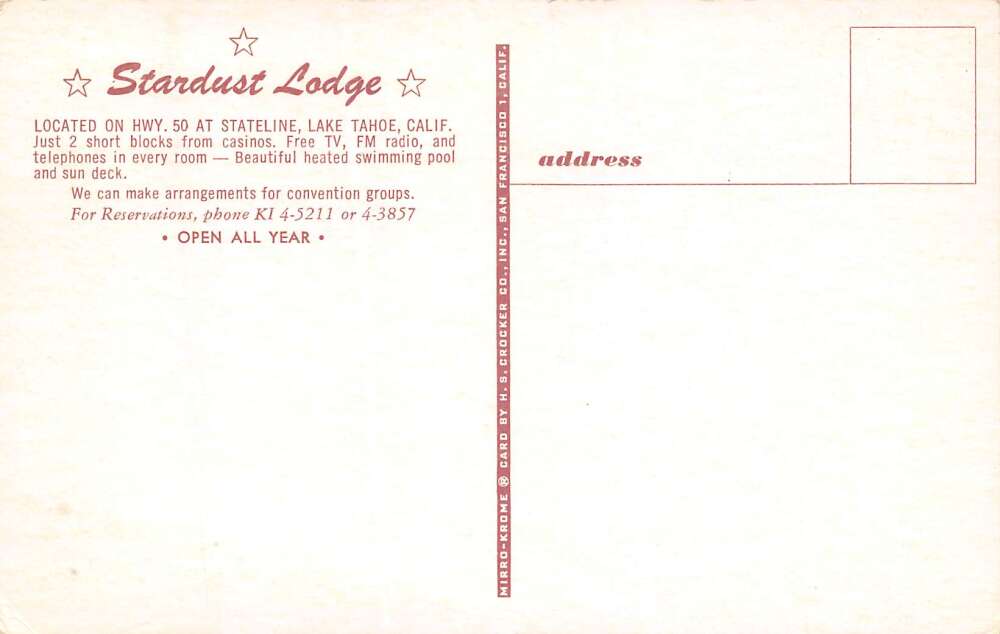 Stardust Lodge
LOCATED ON HWY. 50 AT STATELINE, LAKE TAHOE, CALIF.
Just 2 short blocks from casinos. Free TV, FM radio, and
telephones in every room — Beautiful heated swimming pool
and sun deck.
We can make arrangements for convention groups.
For Reservations, phone KI 4-5211 or 4-3857
• OPEN ALL YEAR •
MIRRO-KROME ® CARD BY H. S. CROCKER CO., INC., SAN FRANCISCO 1, CALIF.
address